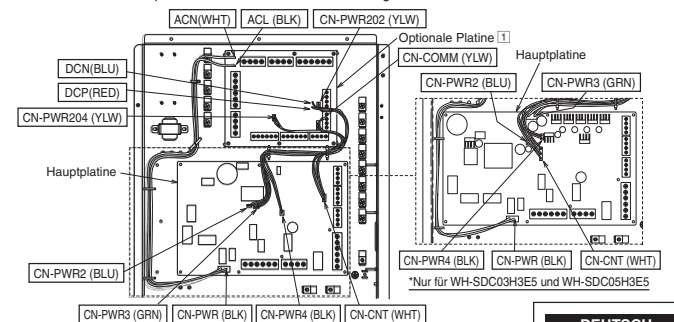 ACN(WHT)
ACL (BLK)
CN-PWR202 (YLW)
Optionale Platine 1
CN-COMM (YLW)
Hauptplatine
DCN(BLU)
DCP(RED)
CN-PWR204 (YLW)
CN-PWR2 (BLU)
CN-PWR3 (GRN)
Hauptplatine
CN-PWR2 (BLU)
CN-PWR4 (BLK)
CN-PWR (BLK)
CN-CNT (WHT)
*Nur für WH-SDC03H3E5 und WH-SDC05H3E5
CN-PWR3 (GRN)
CN-PWR (BLK)
CN-PWR4 (BLK)
CN-CNT (WHT)
DEUTSCH